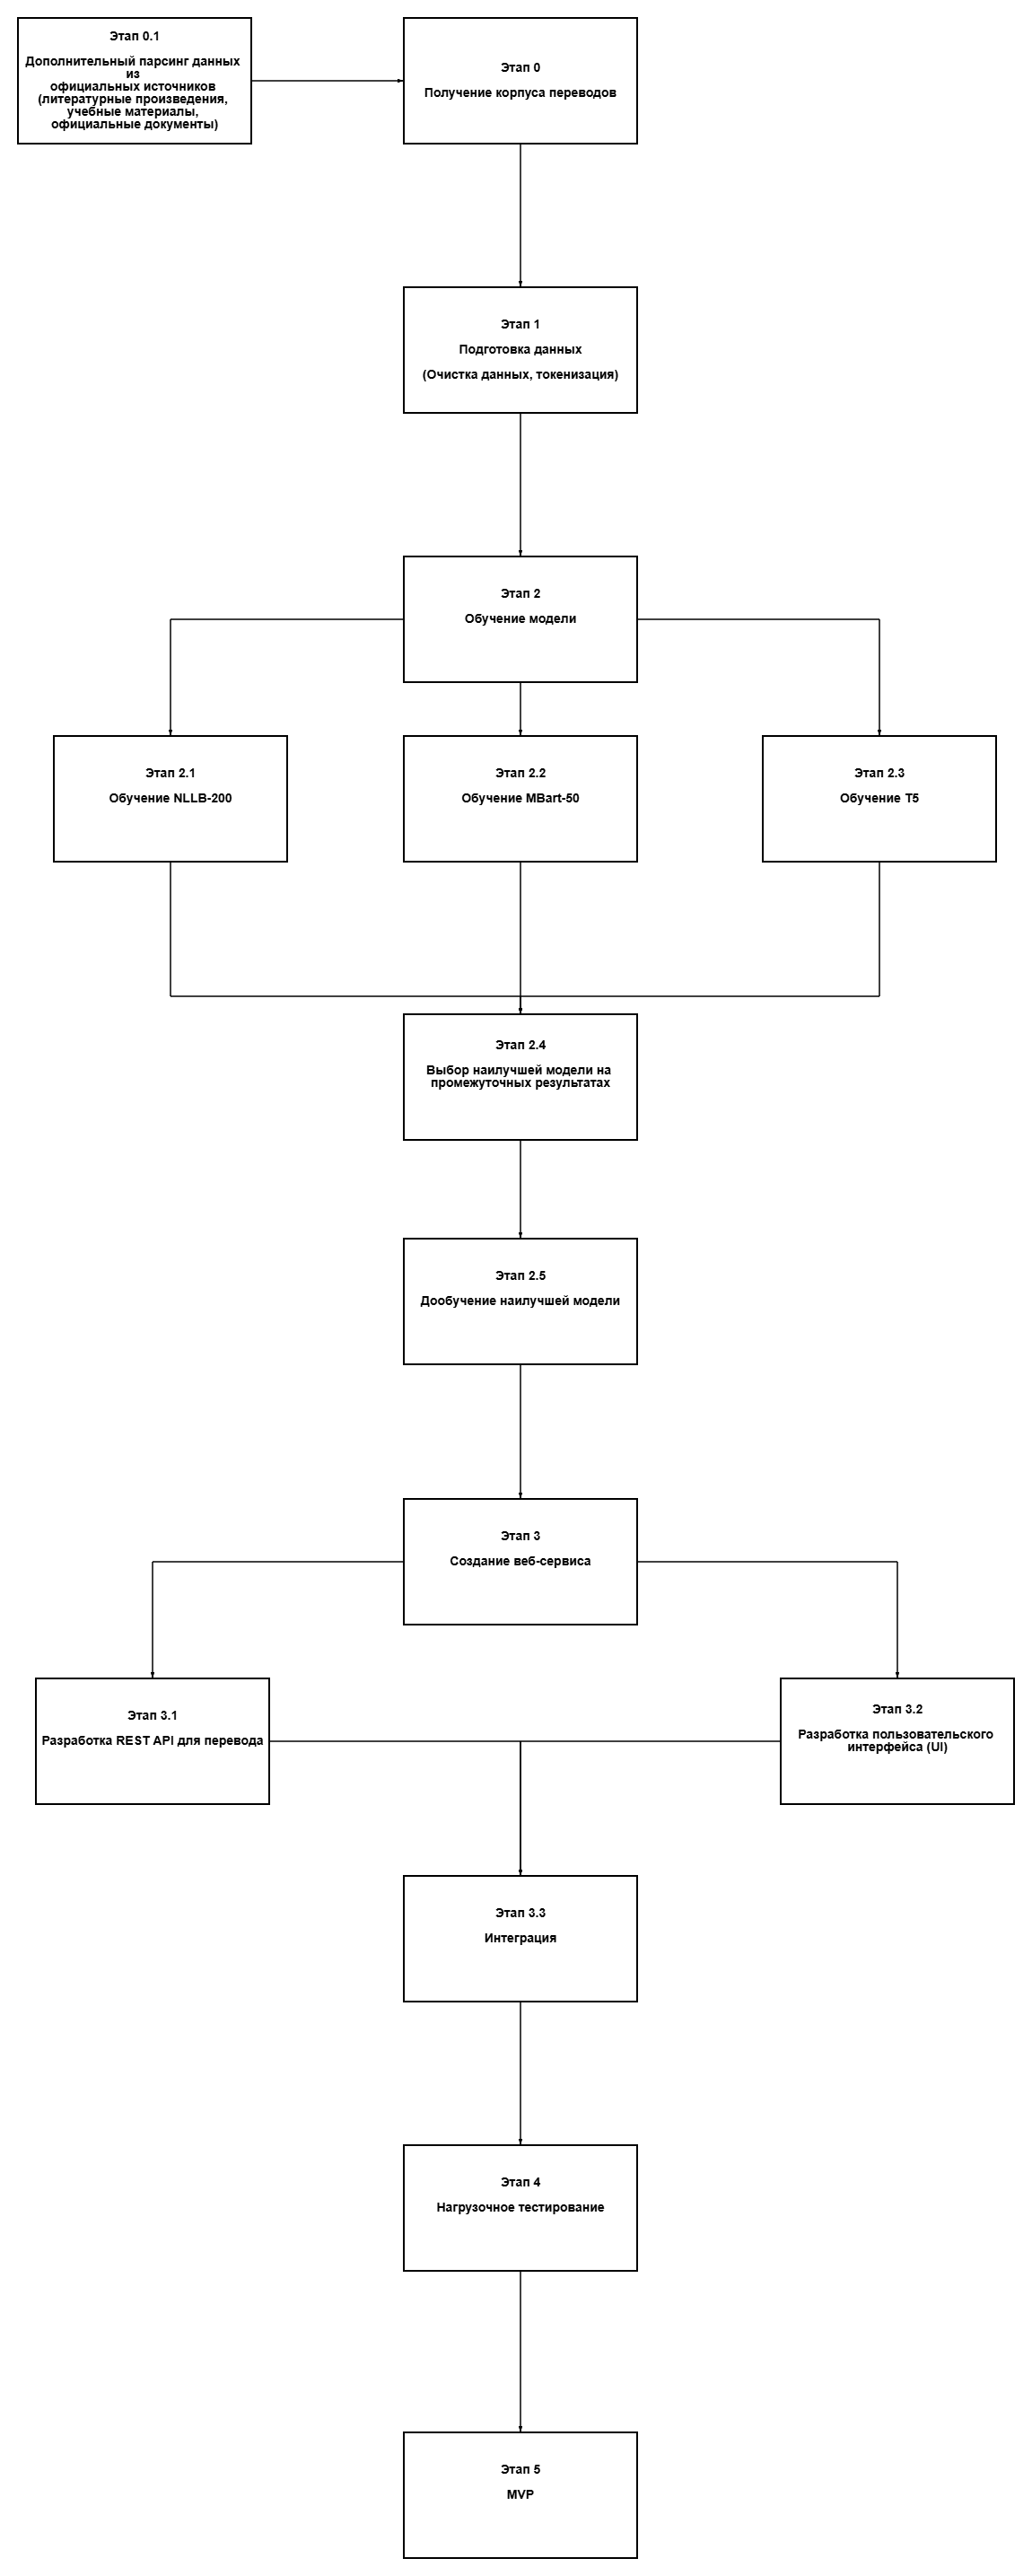 Этап 0.1
Дополнительный парсинг данных
из
официальных источников
(литературные произведения,
учебные материалы,
официальные документы)
Этап 0
Получение корпуса переводов
Этап 1
Подготовка данных
(Очистка данных, токенизация)
Этап 2
Обучение модели
Этап 2.1
Обучение NLLB-200
Этап 2.2
Обучение MBart-50
Этап 2.3
Обучение T5
Этап 2.4
Выбор наилучшей модели на
промежуточных результатах
Этап 2.5
Дообучение наилучшей модели
Этап 3
Создание веб-сервиса
Этап 3.1
Разработка REST API для перевода
Этап 3.2
Разработка пользовательского
интерфейса (UI)
Этап 3.3
Интеграция
Этап 4
Нагрузочное тестирование
Этап 5
MVP